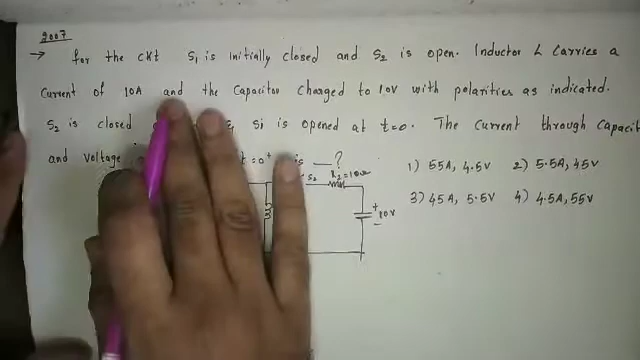 2007
→ for the CKt S1 is initially closed and S2 is open. Inductor L Carries a
Current of 10A and the Capacitor Charged to 10V with polarities as indicated.
S2 is closed S1 is opened at t=0. The Current through Capacit
and voltage t=0+ is — ?
1) 55A, 4.5V 2) 5.5A, 45V
3) 45A, 5.5V 4) 4.5A, 55V
S2 R2=10
+
10V
−